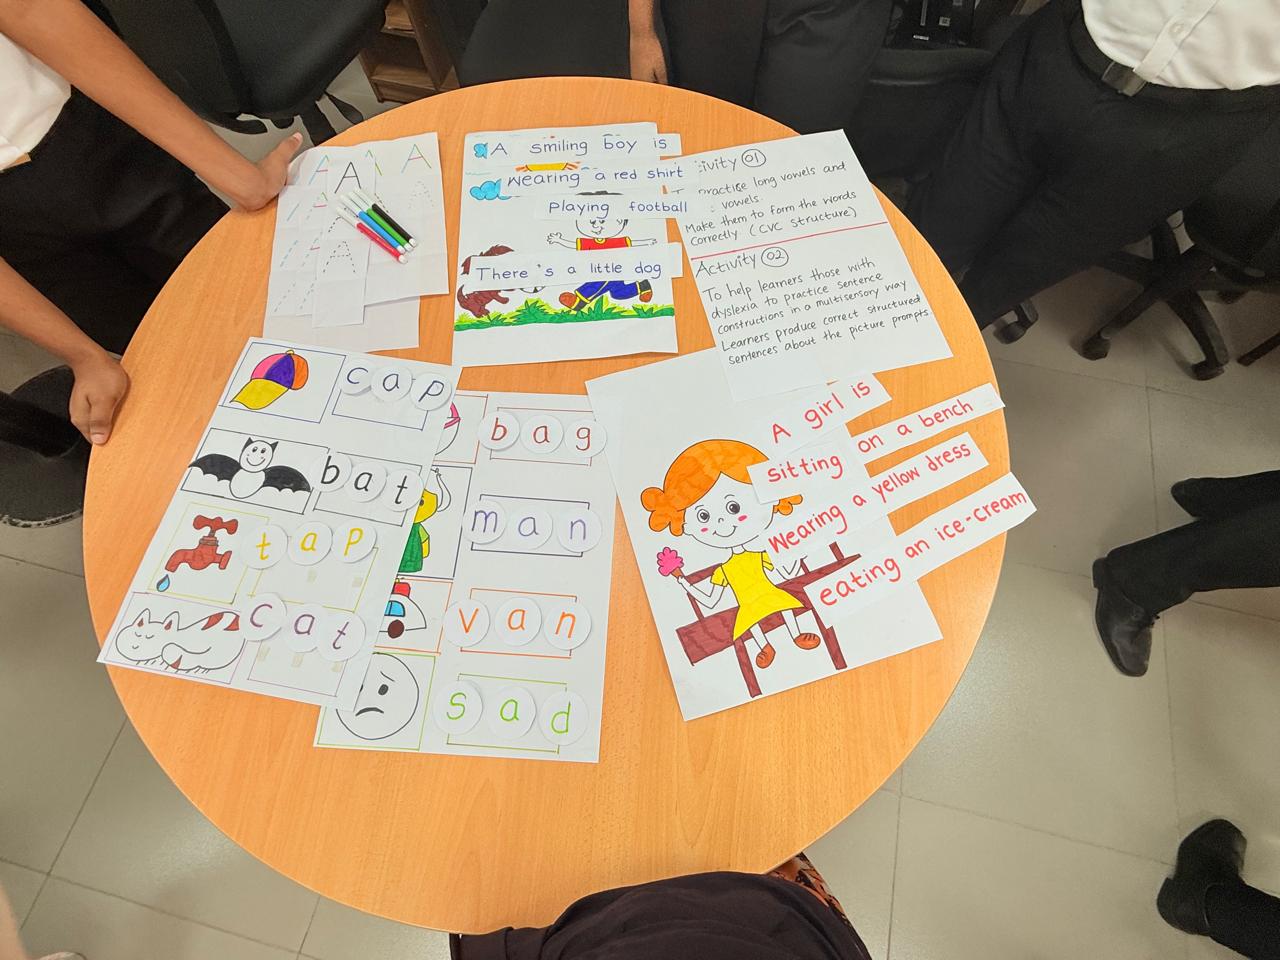 A
A
A
A smiling boy is
wearing a red shirt
playing football
There's a little dog
Activity 01
practise long vowels and
vowels.
Make them to form the words
correctly (CVC structure)
Activity 02
To help learners those with
dyslexia to practice sentence
constructions in a multisensory way
Learners produce correct structured
sentences about the picture prompts.
cap
bat
tap
cat
bag
man
van
sad
A girl is
sitting on a bench
Wearing a yellow dress
eating an ice-cream